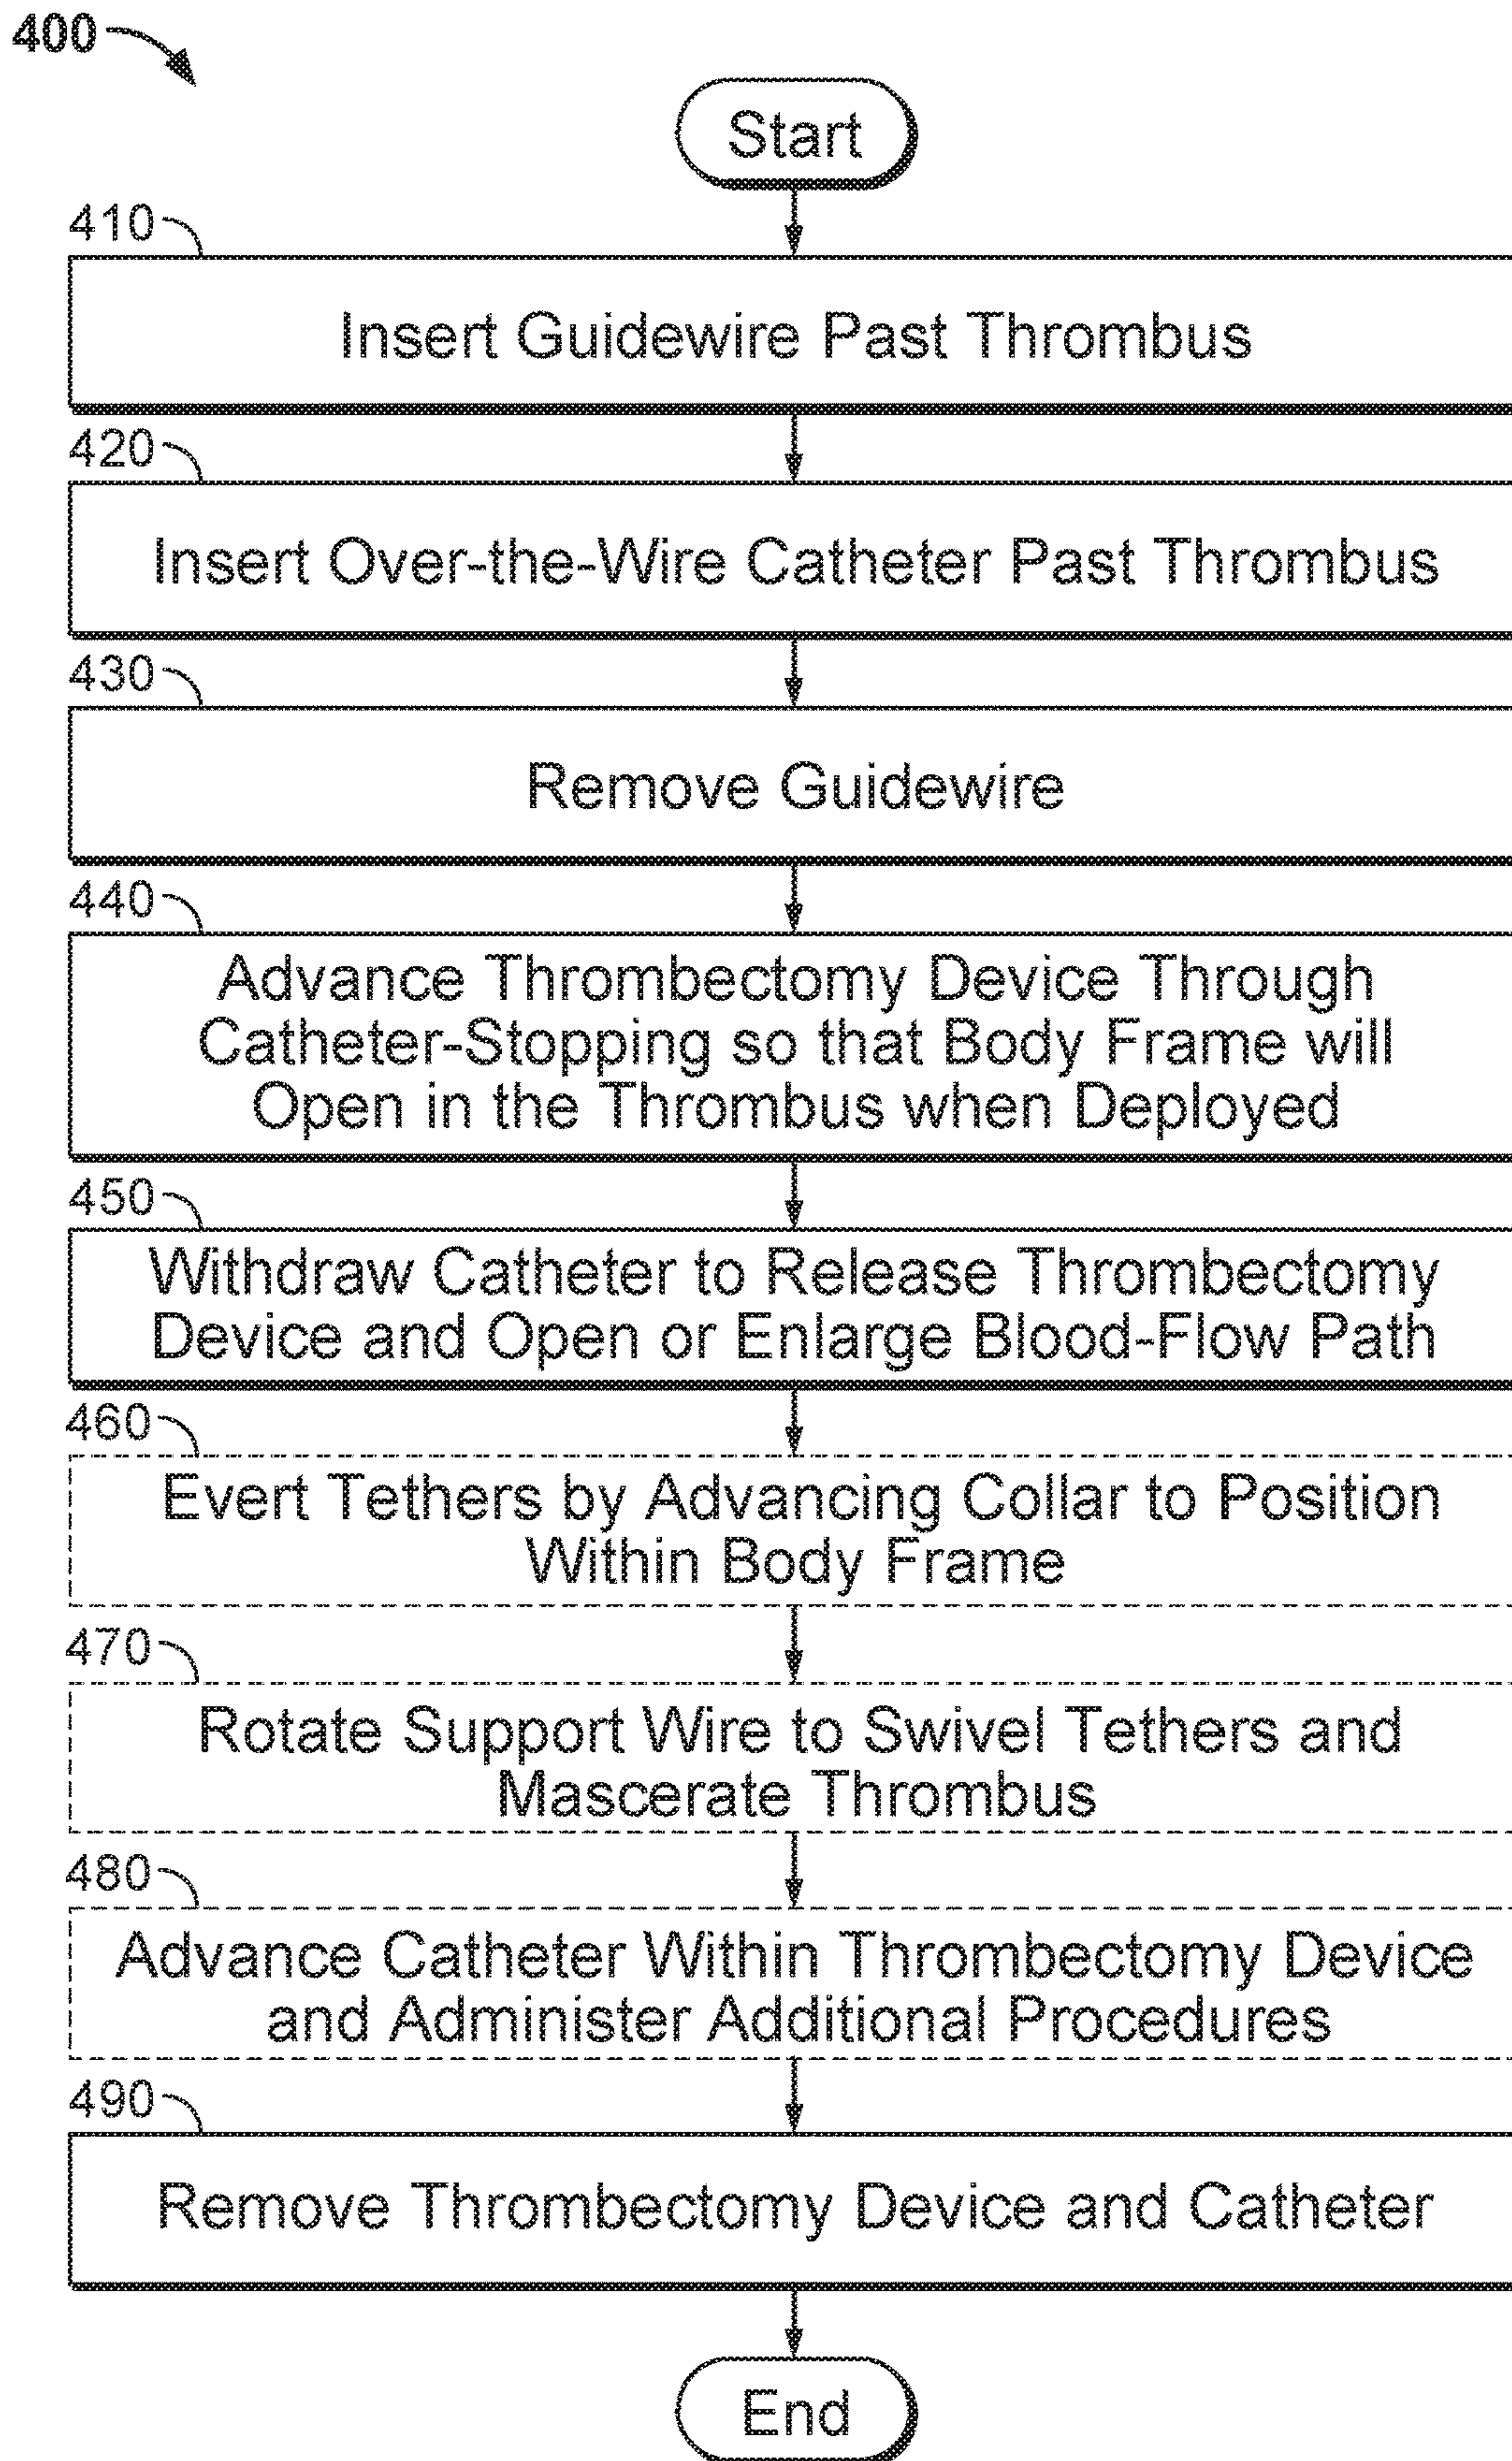 400
Start
410
Insert Guidewire Past Thrombus
420
Insert Over-the-Wire Catheter Past Thrombus
430
Remove Guidewire
440
Advance Thrombectomy Device Through
Catheter-Stopping so that Body Frame will
Open in the Thrombus when Deployed
450
Withdraw Catheter to Release Thrombectomy
Device and Open or Enlarge Blood-Flow Path
460
Evert Tethers by Advancing Collar to Position
Within Body Frame
470
Rotate Support Wire to Swivel Tethers and
Mascerate Thrombus
480
Advance Catheter Within Thrombectomy Device
and Administer Additional Procedures
490
Remove Thrombectomy Device and Catheter
End